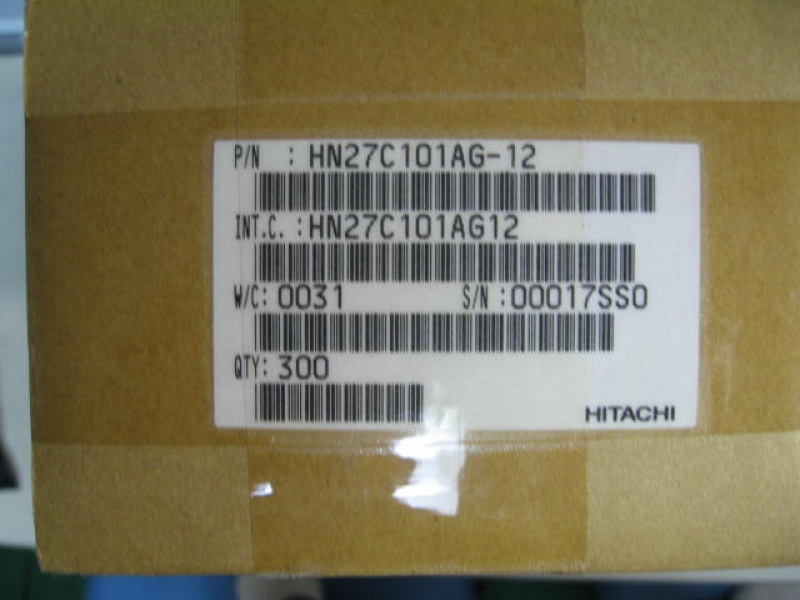 P/N : HN27C101AG-12
INT.C. : HN27C101AG12
W/C: 0031 S/N : 00017SS0
QTY: 300
HITACHI